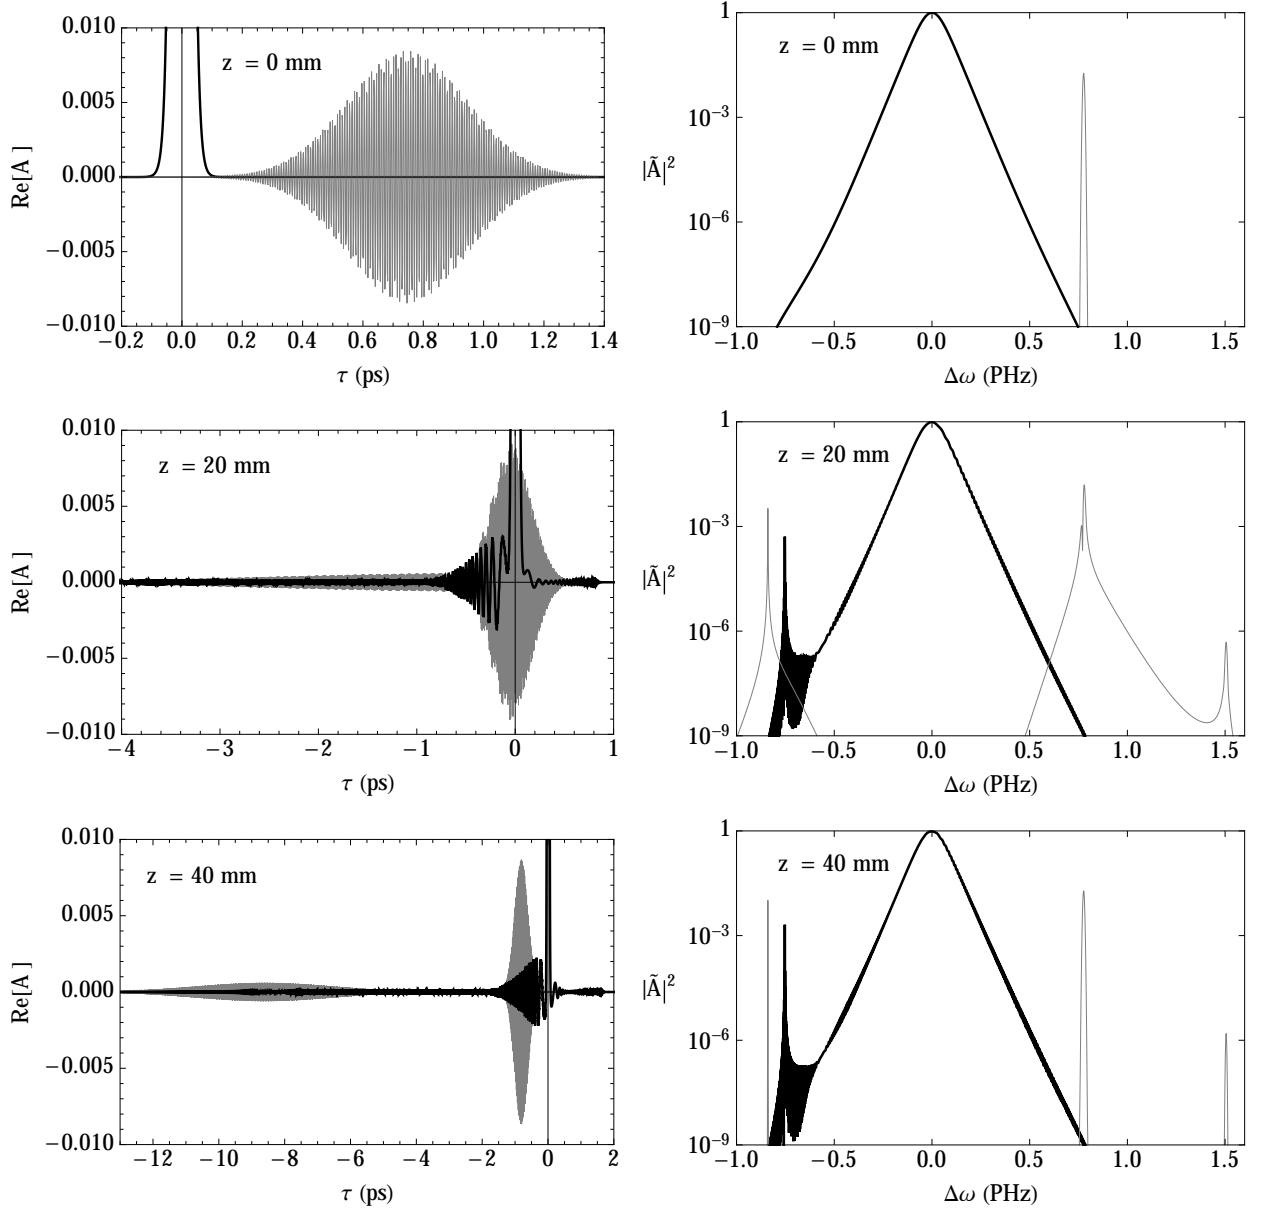 0.010
0.005
0.000
−0.005
−0.010
Re[A ]
z = 0 mm
−0.2 0.0 0.2 0.4 0.6 0.8 1.0 1.2 1.4
τ (ps)
1
10−3
10−6
10−9
|Ã|2
z = 0 mm
−1.0 −0.5 0.0 0.5 1.0 1.5
Δω (PHz)
0.010
0.005
0.000
−0.005
−0.010
Re[A ]
z = 20 mm
−4 −3 −2 −1 0 1
τ (ps)
1
10−3
10−6
10−9
|Ã|2
z = 20 mm
−1.0 −0.5 0.0 0.5 1.0 1.5
Δω (PHz)
0.010
0.005
0.000
−0.005
−0.010
Re[A ]
z = 40 mm
−12 −10 −8 −6 −4 −2 0 2
τ (ps)
1
10−3
10−6
10−9
|Ã|2
z = 40 mm
−1.0 −0.5 0.0 0.5 1.0 1.5
Δω (PHz)